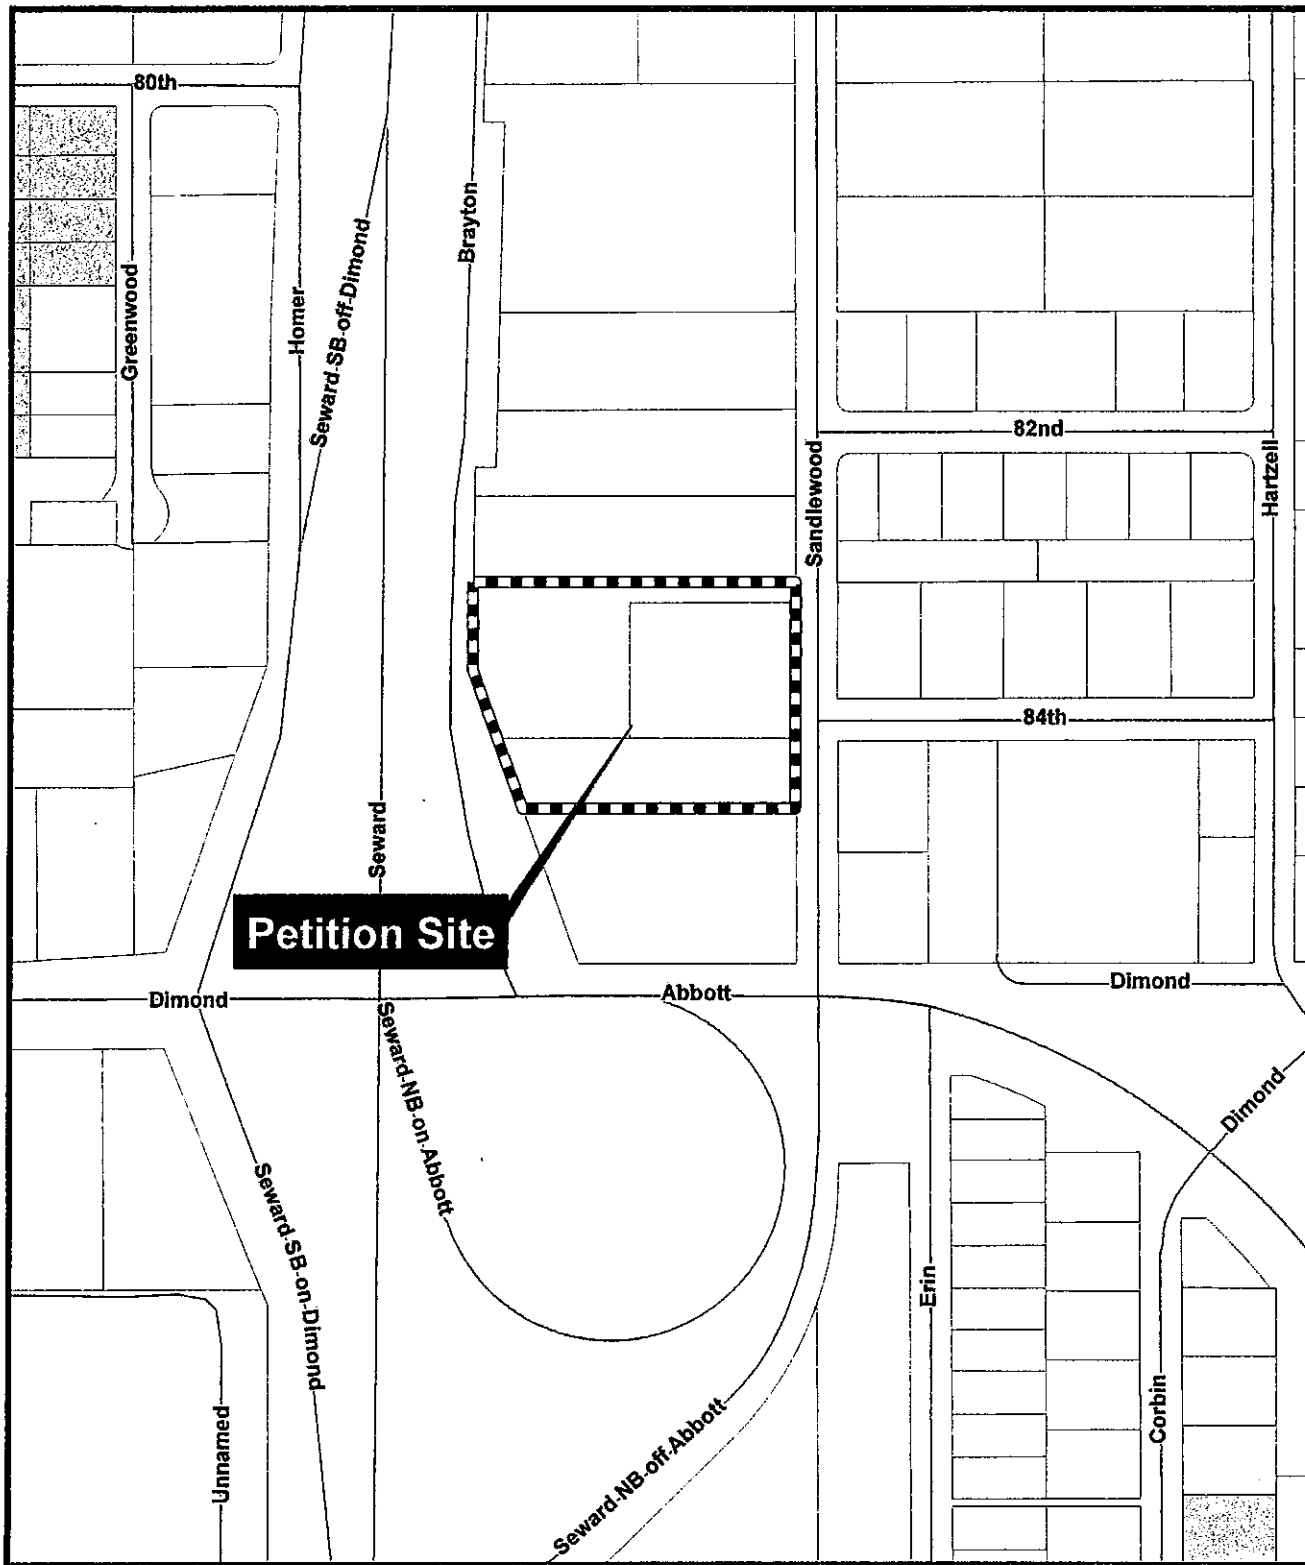 80th
Brayton
Seward-SB-off-Dimond
Greenwood
Homer
82nd
Sandlewood
Hartzell
84th
Seward
Petition Site
Dimond
Abbott
Dimond
Seward-NB-on-Abbott
Dimond
Seward-SB-on-Dimond
Erin
Corbin
Unnamed
Seward-NB-off-Abbott